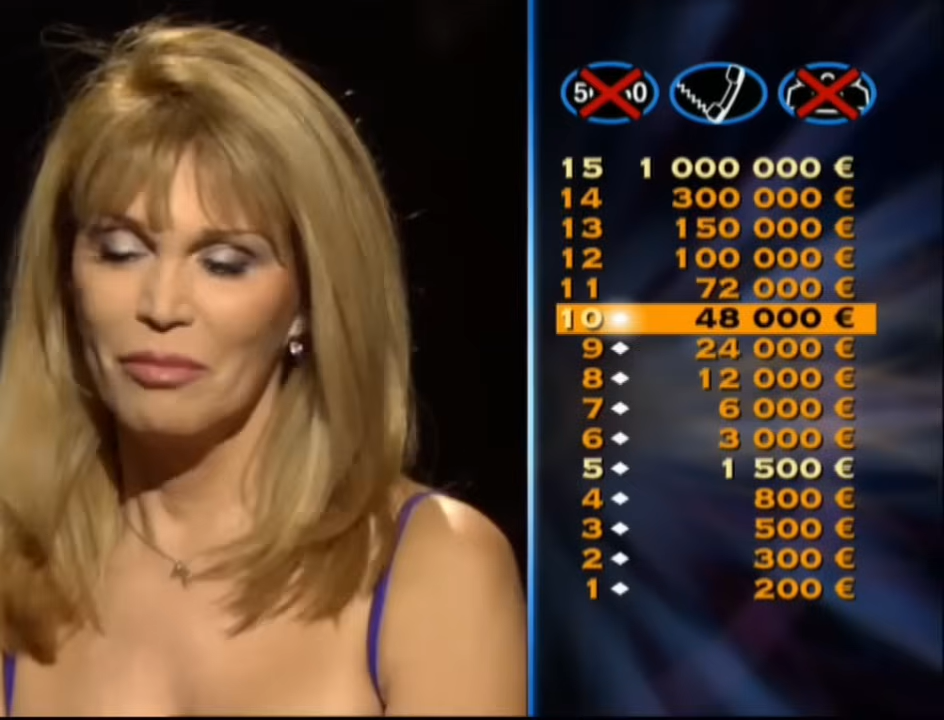 15 1 000 000 €
14 300 000 €
13 150 000 €
12 100 000 €
11 72 000 €
10 48 000 €
9 24 000 €
8 12 000 €
7 6 000 €
6 3 000 €
5 1 500 €
4 800 €
3 500 €
2 300 €
1 200 €